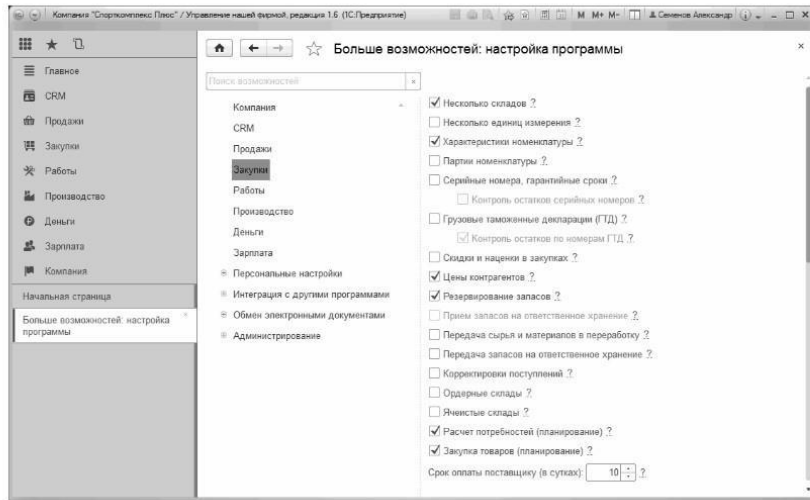 Компания "Спорткомплекс Плюс" / Управление нашей фирмой, редакция 1.6 (1С:Предприятие)
M M+ M-
Семенов Александр
Главное
CRM
Продажи
Закупки
Работы
Производство
Деньги
Зарплата
Компания
Начальная страница
Больше возможностей: настройка
программы
Больше возможностей: настройка программы
Поиск возможностей
Компания
CRM
Продажи
Закупки
Работы
Производство
Деньги
Зарплата
Персональные настройки
Интеграция с другими программами
Обмен электронными документами
Администрирование
Несколько складов ?
Несколько единиц измерения ?
Характеристики номенклатуры ?
Партии номенклатуры ?
Серийные номера, гарантийные сроки ?
Контроль остатков серийных номеров ?
Грузовые таможенные декларации (ГТД) ?
Контроль остатков по номерам ГТД ?
Скидки и наценки в закупках ?
Цены контрагентов ?
Резервирование запасов ?
Прием запасов на ответственное хранение ?
Передача сырья и материалов в переработку ?
Передача запасов на ответственное хранение ?
Корректировки поступлений ?
Ордерные склады ?
Ячеистые склады ?
Расчет потребностей (планирование) ?
Закупка товаров (планирование) ?
Срок оплаты поставщику (в сутках): 10 ?